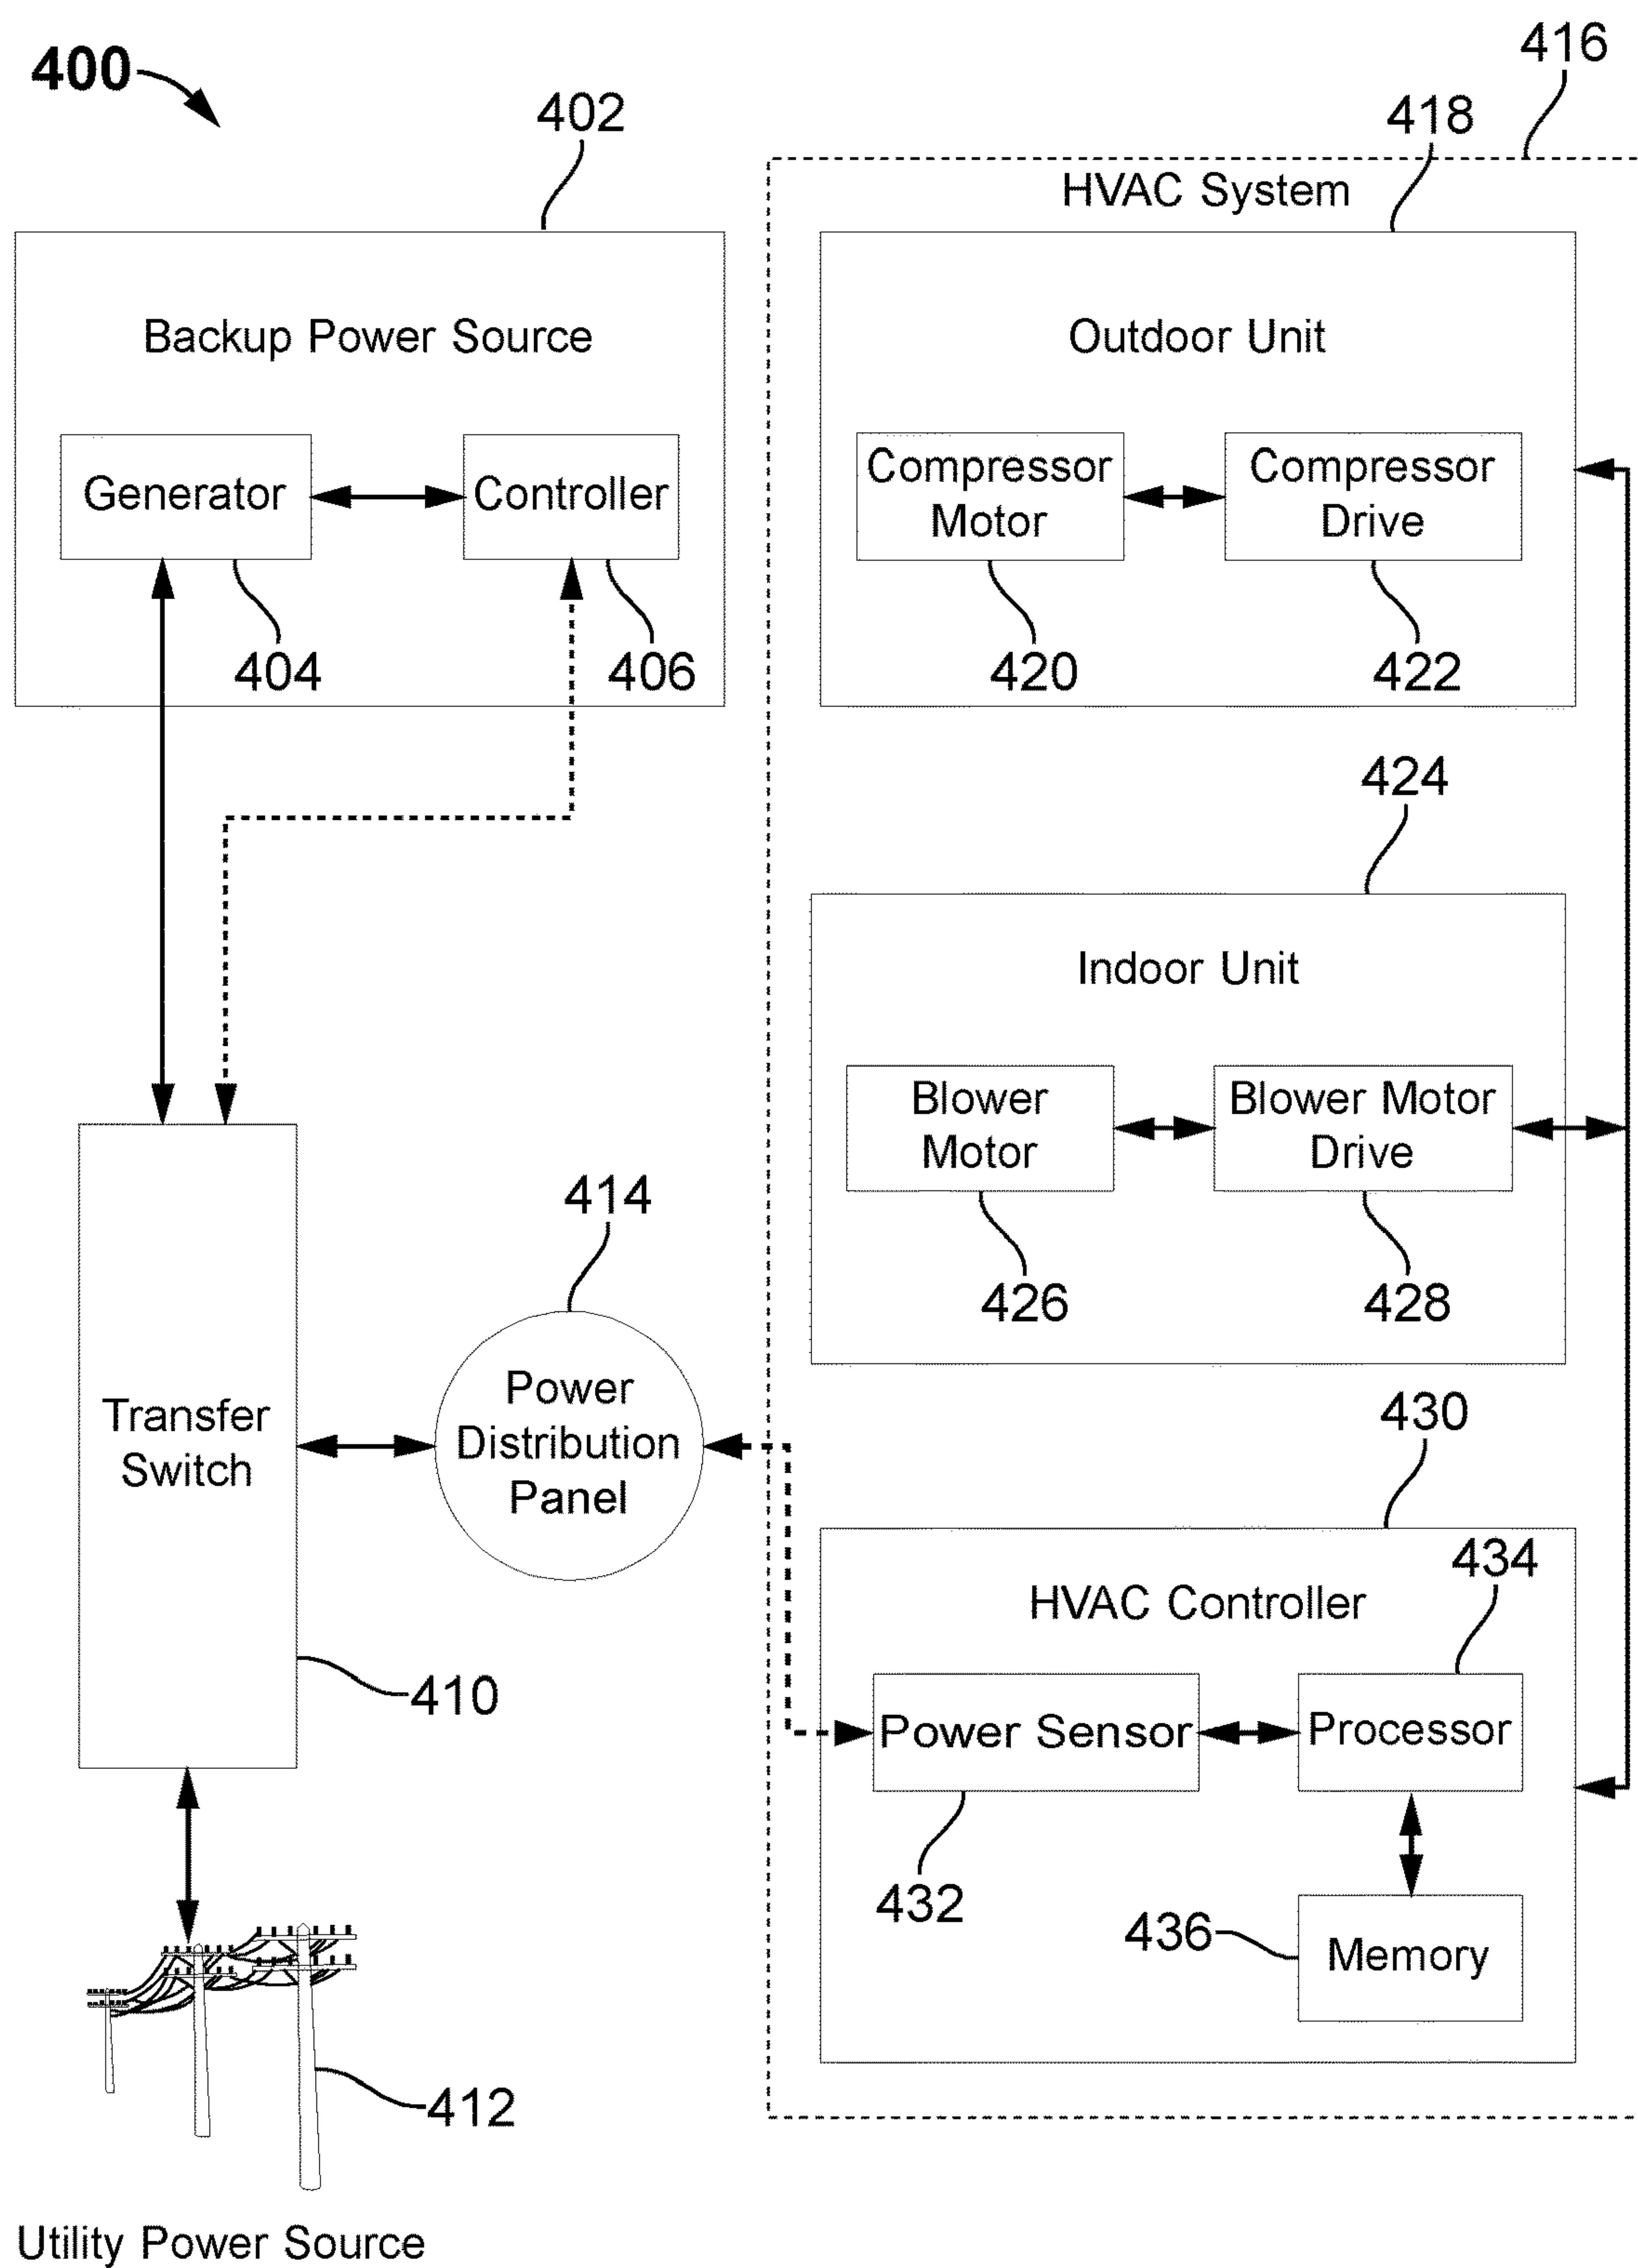 400
402
Backup Power Source
Generator
Controller
404
406
416
418
HVAC System
Outdoor Unit
Compressor
Motor
Compressor
Drive
420
422
424
Indoor Unit
Blower
Motor
Blower Motor
Drive
426
428
414
Power
Distribution
Panel
Transfer
Switch
410
430
434
HVAC Controller
Power Sensor
Processor
432
436
Memory
412
Utility Power Source